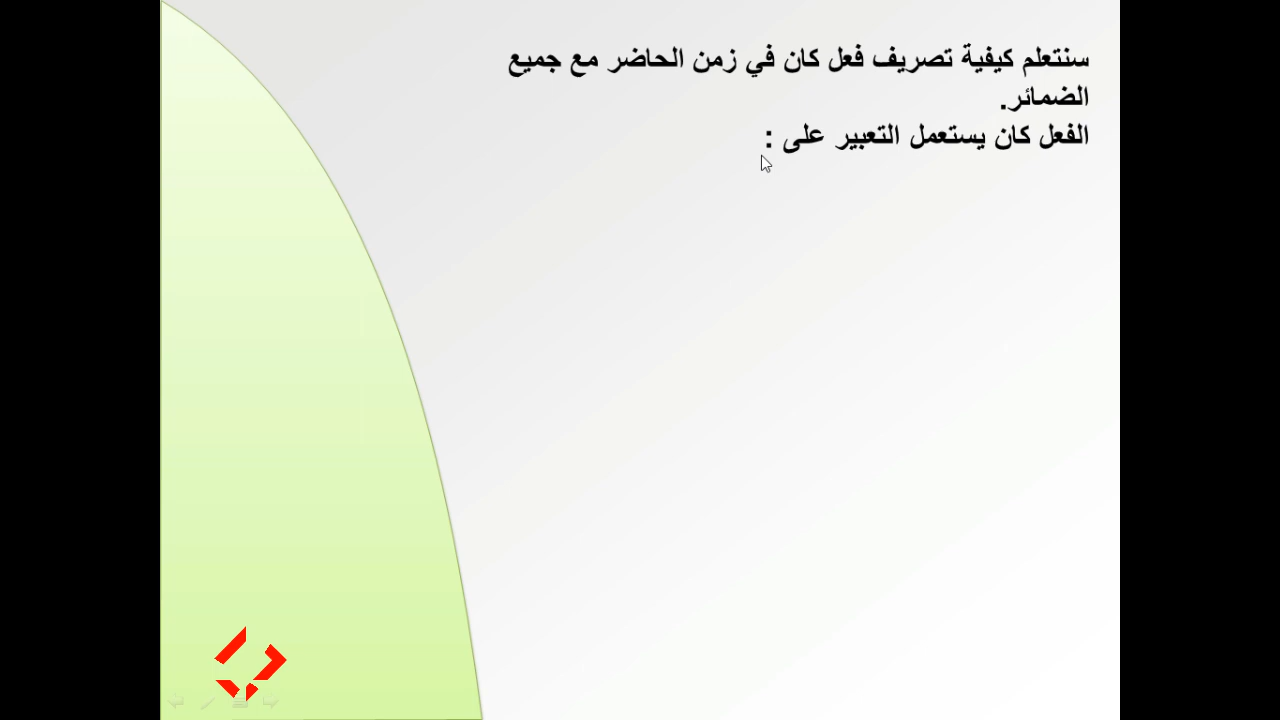 سنتعلم كيفية تصريف فعل كان في زمن الحاضر مع جميع
الضمائر.
الفعل كان يستعمل التعبير على :